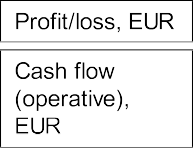 Profit/loss, EUR
Cash flow
(operative),
EUR